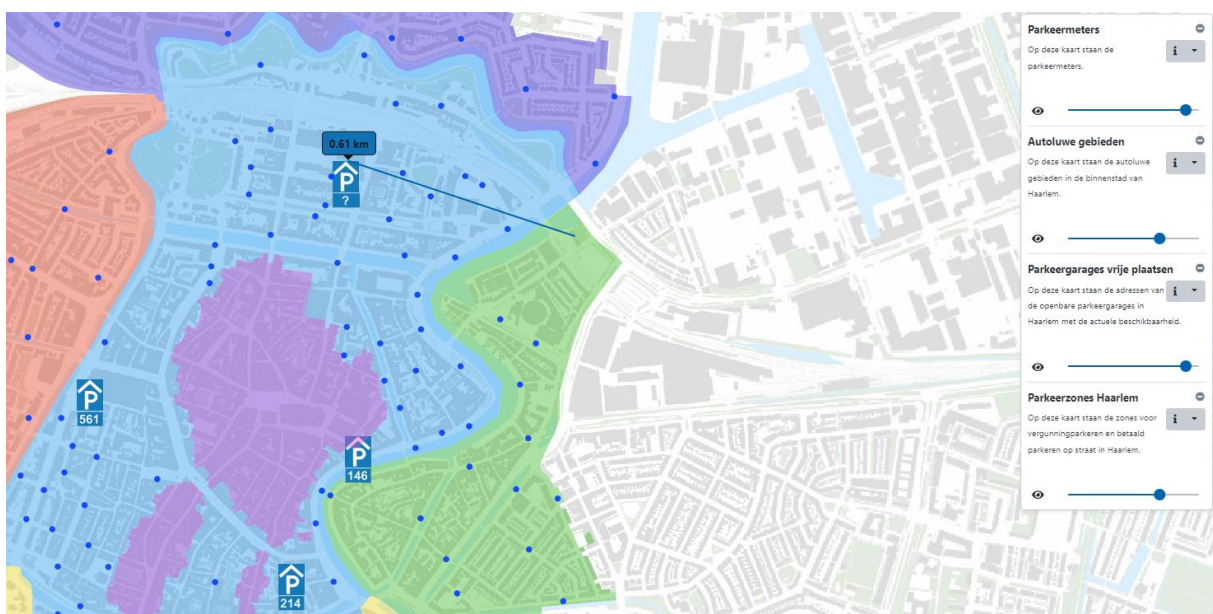 0.61 km
P
?
P
561
P
146
P
214
Parkeermeters
i
Op deze kaart staan de
parkeermeters.
Autoluwe gebieden
i
Op deze kaart staan de autoluwe
gebieden in de binnenstad van
Haarlem.
Parkeergarages vrije plaatsen
i
Op deze kaart staan de adressen van
de openbare parkeergarages in
Haarlem met de actuele beschikbaarheid.
Parkeerzones Haarlem
i
Op deze kaart staan de zones voor
vergunningparkeren en betaald
parkeren op straat in Haarlem.